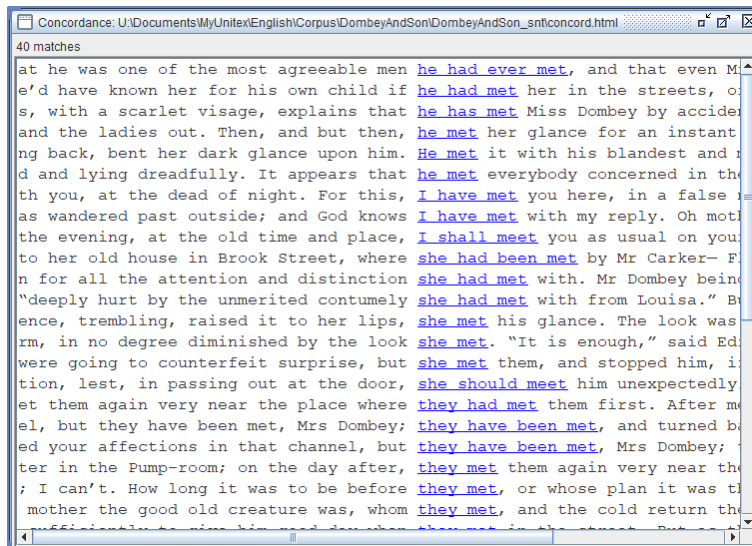 Concordance: U:\Documents\MyUnitex\English\Corpus\DombeyAndSon\DombeyAndSon_snt\concord.html
40 matches
at he was one of the most agreeable men he had ever met, and that even
e'd have known her for his own child if he had met her in the streets,
s, with a scarlet visage, explains that he has met Miss Dombey by
and the ladies out. Then, and but then, he met her glance for an instant
ng back, bent her dark glance upon him. He met it with his blandest and
d and lying dreadfully. It appears that he met everybody concerned in
th you, at the dead of night. For this, I have met you here, in a false
as wandered past outside; and God knows I have met with my reply. Oh
the evening, at the old time and place, I shall meet you as usual on
to her old house in Brook Street, where she had been met by Mr Carker—
n for all the attention and distinction she had met with. Mr Dombey
"deeply hurt by the unmerited contumely she had met with from Louisa."
ence, trembling, raised it to her lips, she met his glance. The look was
rm, in no degree diminished by the look she met. "It is enough," said
were going to counterfeit surprise, but she met them, and stopped him,
tion, lest, in passing out at the door, she should meet him unexpectedly
et them again very near the place where they had met them first. After
el, but they have been met, Mrs Dombey; they have been met, and turned
ed your affections in that channel, but they have been met, Mrs Dombey;
ter in the Pump-room; on the day after, they met them again very near
; I can't. How long it was to be before they met, or whose plan it was
mother the good old creature was, whom they met, and the cold return
sufficiently to give him good day when they met in the street. But as